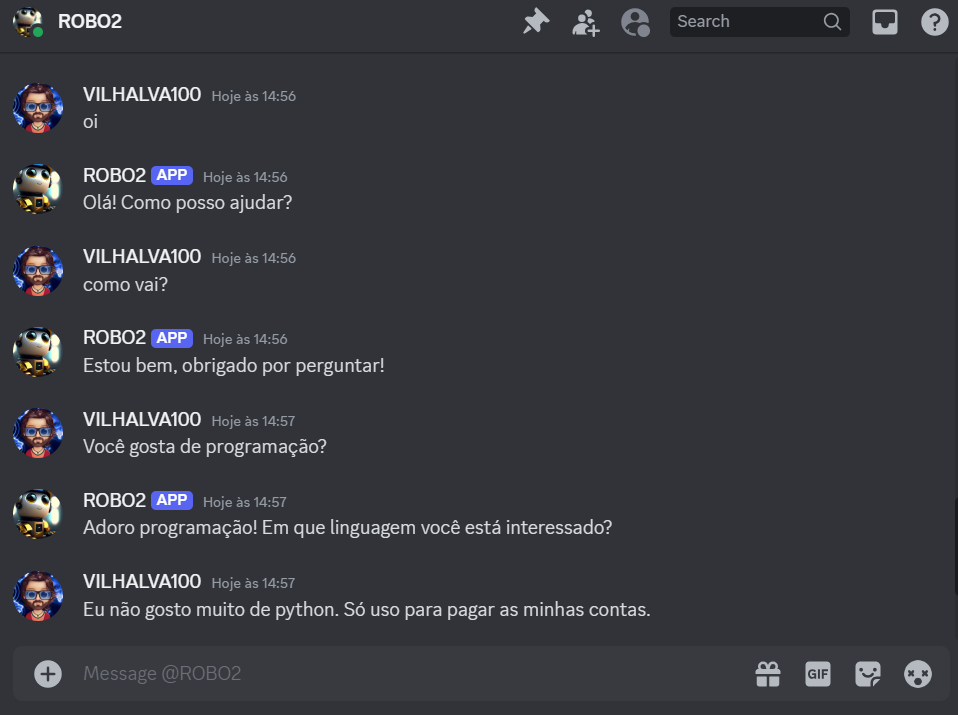 ROBO2
Search
VILHALVA100 Hoje às 14:56
oi
ROBO2 APP Hoje às 14:56
Olá! Como posso ajudar?
VILHALVA100 Hoje às 14:56
como vai?
ROBO2 APP Hoje às 14:56
Estou bem, obrigado por perguntar!
VILHALVA100 Hoje às 14:57
Você gosta de programação?
ROBO2 APP Hoje às 14:57
Adoro programação! Em que linguagem você está interessado?
VILHALVA100 Hoje às 14:57
Eu não gosto muito de python. Só uso para pagar as minhas contas.
Message @ROBO2
GIF